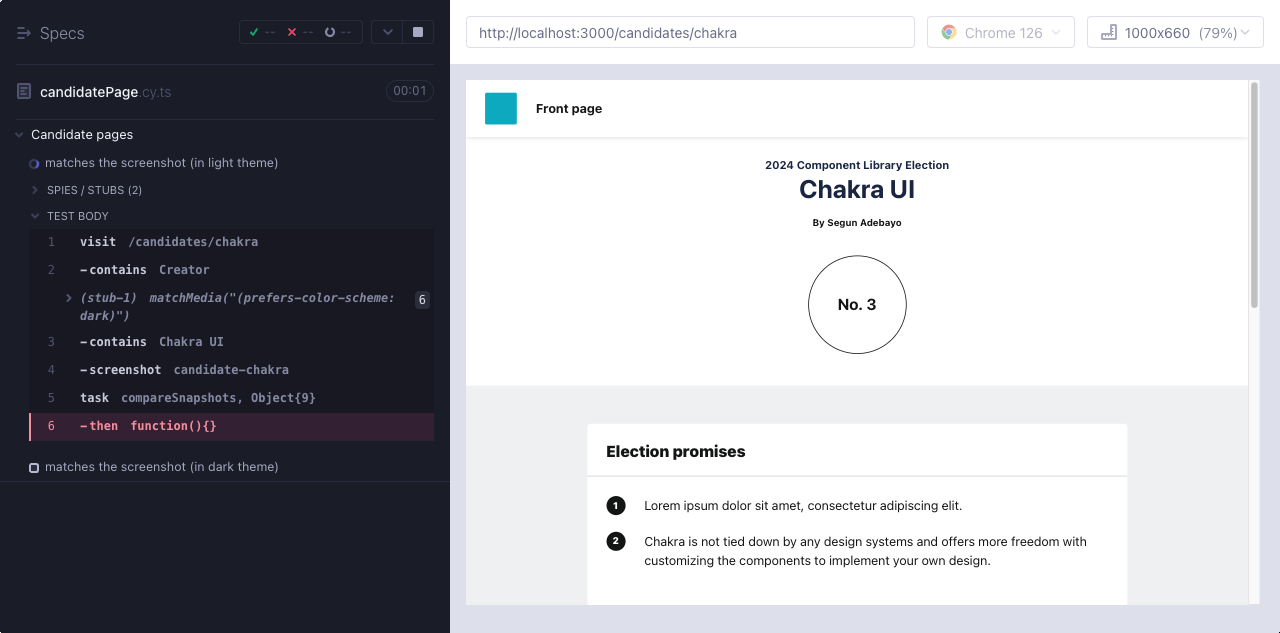 Specs
--
--
--
candidatePage.cy.ts
00:01
Candidate pages
matches the screenshot (in light theme)
SPIES / STUBS (2)
TEST BODY
1 visit /candidates/chakra
2 -contains Creator
(stub-1) matchMedia("(prefers-color-scheme:
dark)")
6
3 -contains Chakra UI
4 -screenshot candidate-chakra
5 task compareSnapshots, Object{9}
6 -then function(){}
matches the screenshot (in dark theme)
http://localhost:3000/candidates/chakra
Chrome 126
1000x660 (79%)
Front page
2024 Component Library Election
Chakra UI
By Segun Adebayo
No. 3
Election promises
1 Lorem ipsum dolor sit amet, consectetur adipiscing elit.
2 Chakra is not tied down by any design systems and offers more freedom with
customizing the components to implement your own design.